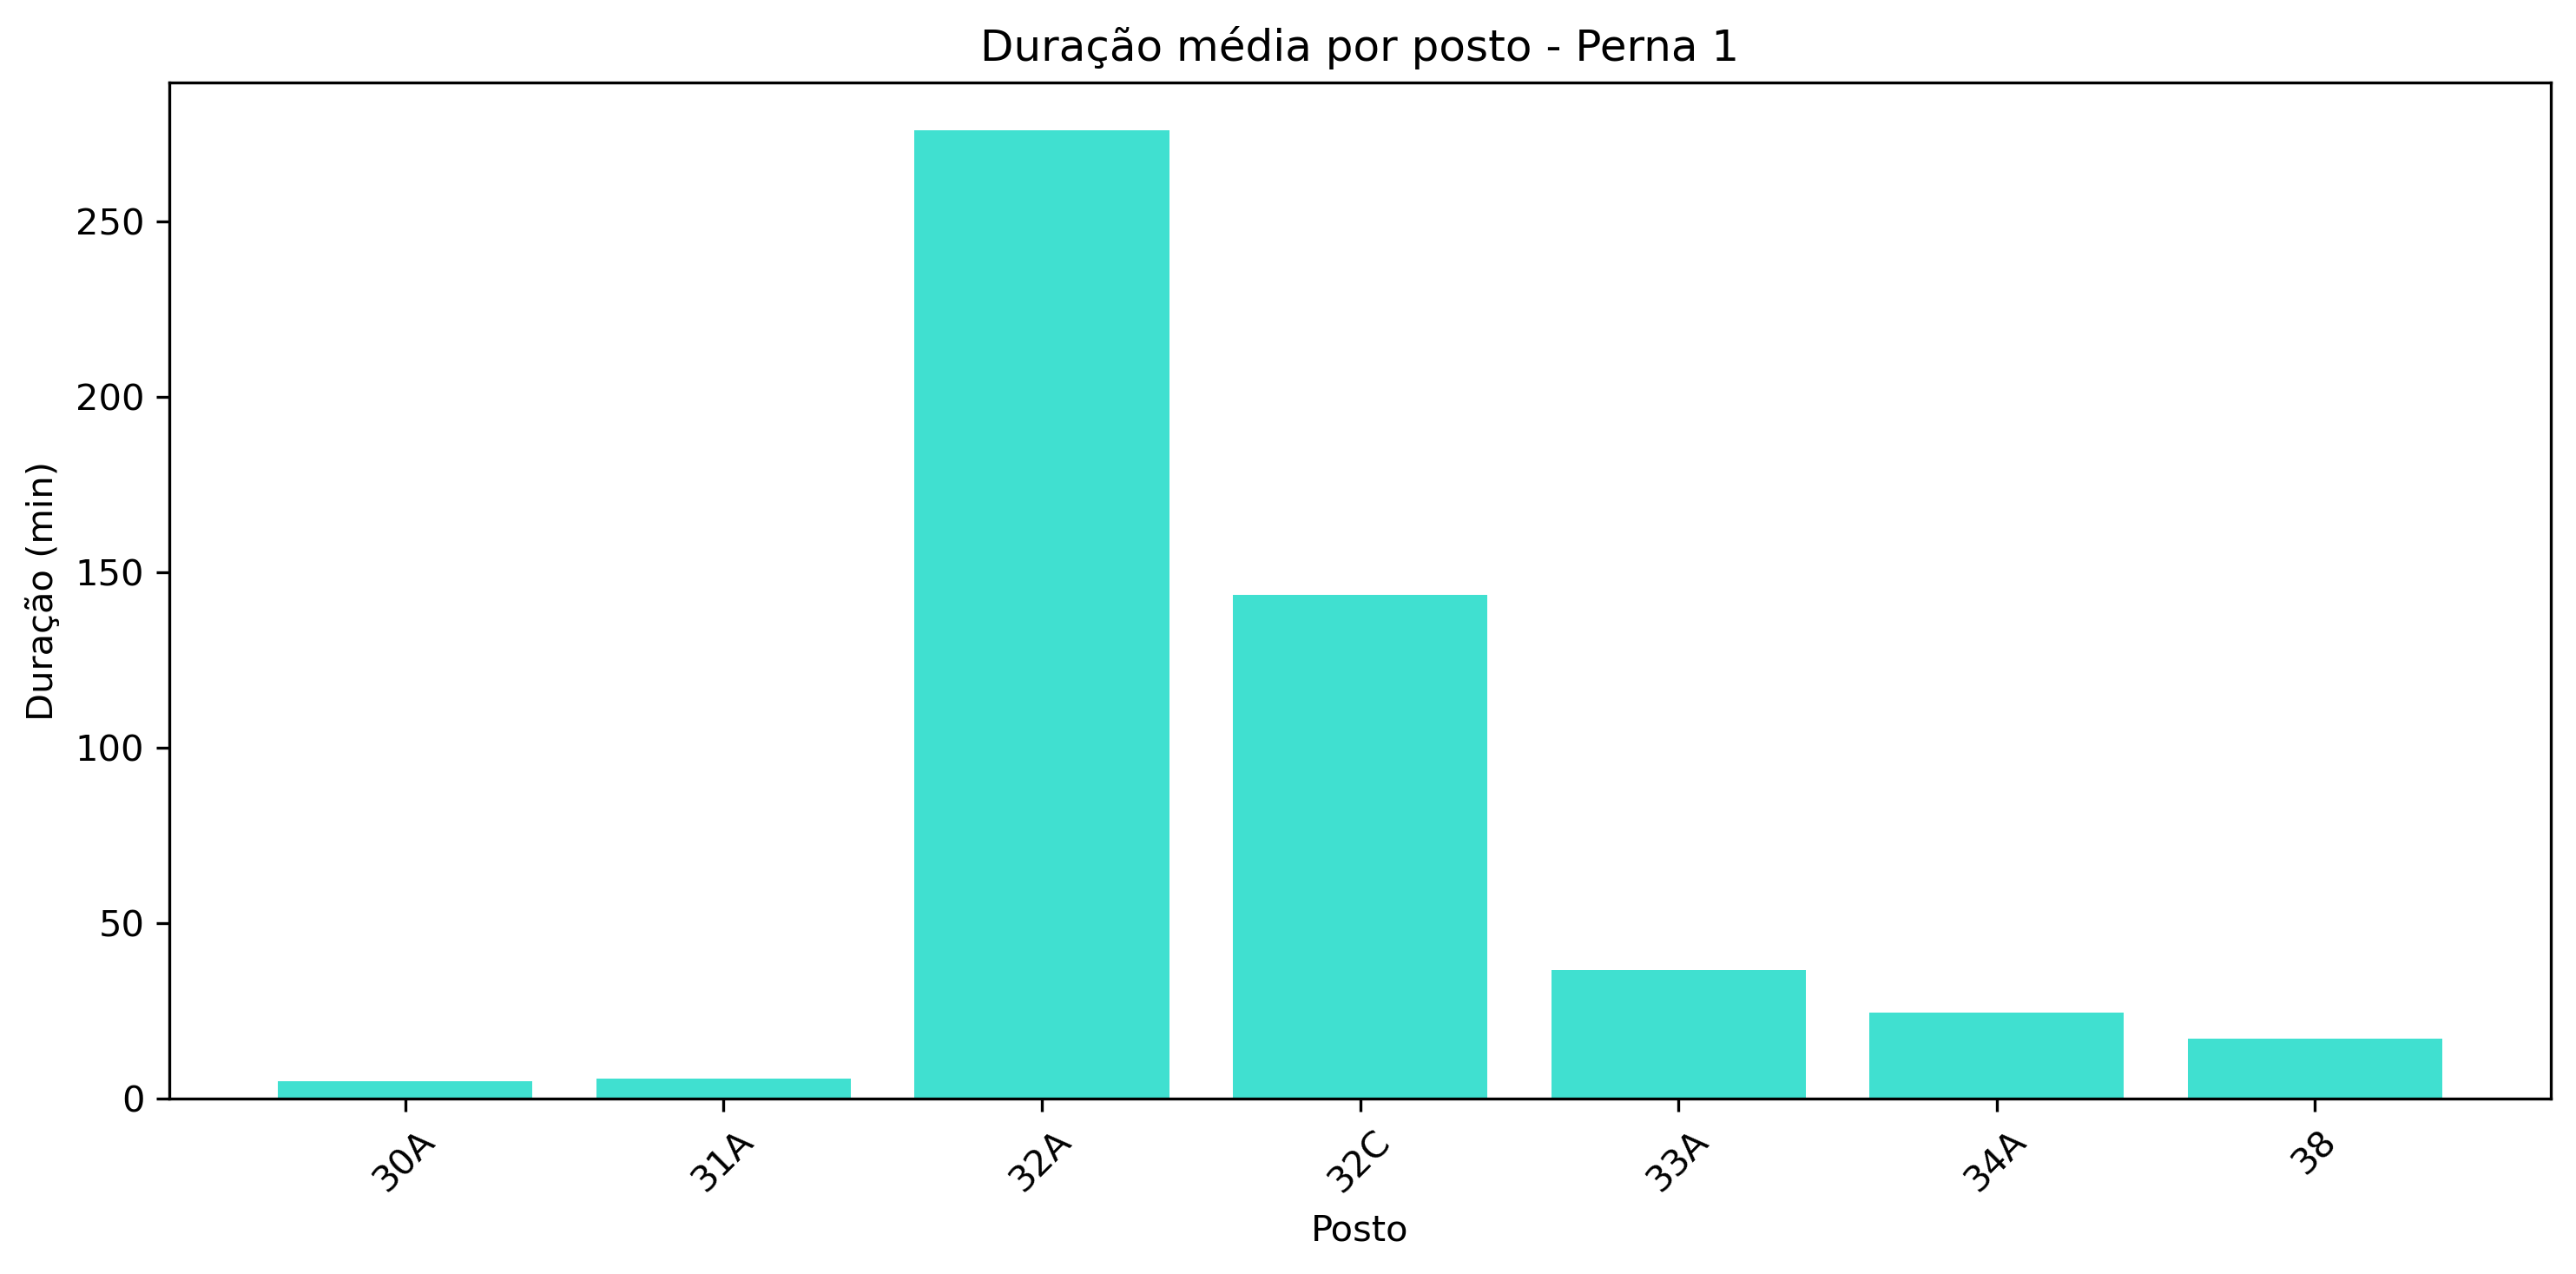 Duração média por posto - Perna 1
Duração (min)
250
200
150
100
50
0
30A
31A
32A
32C
33A
34A
38
Posto